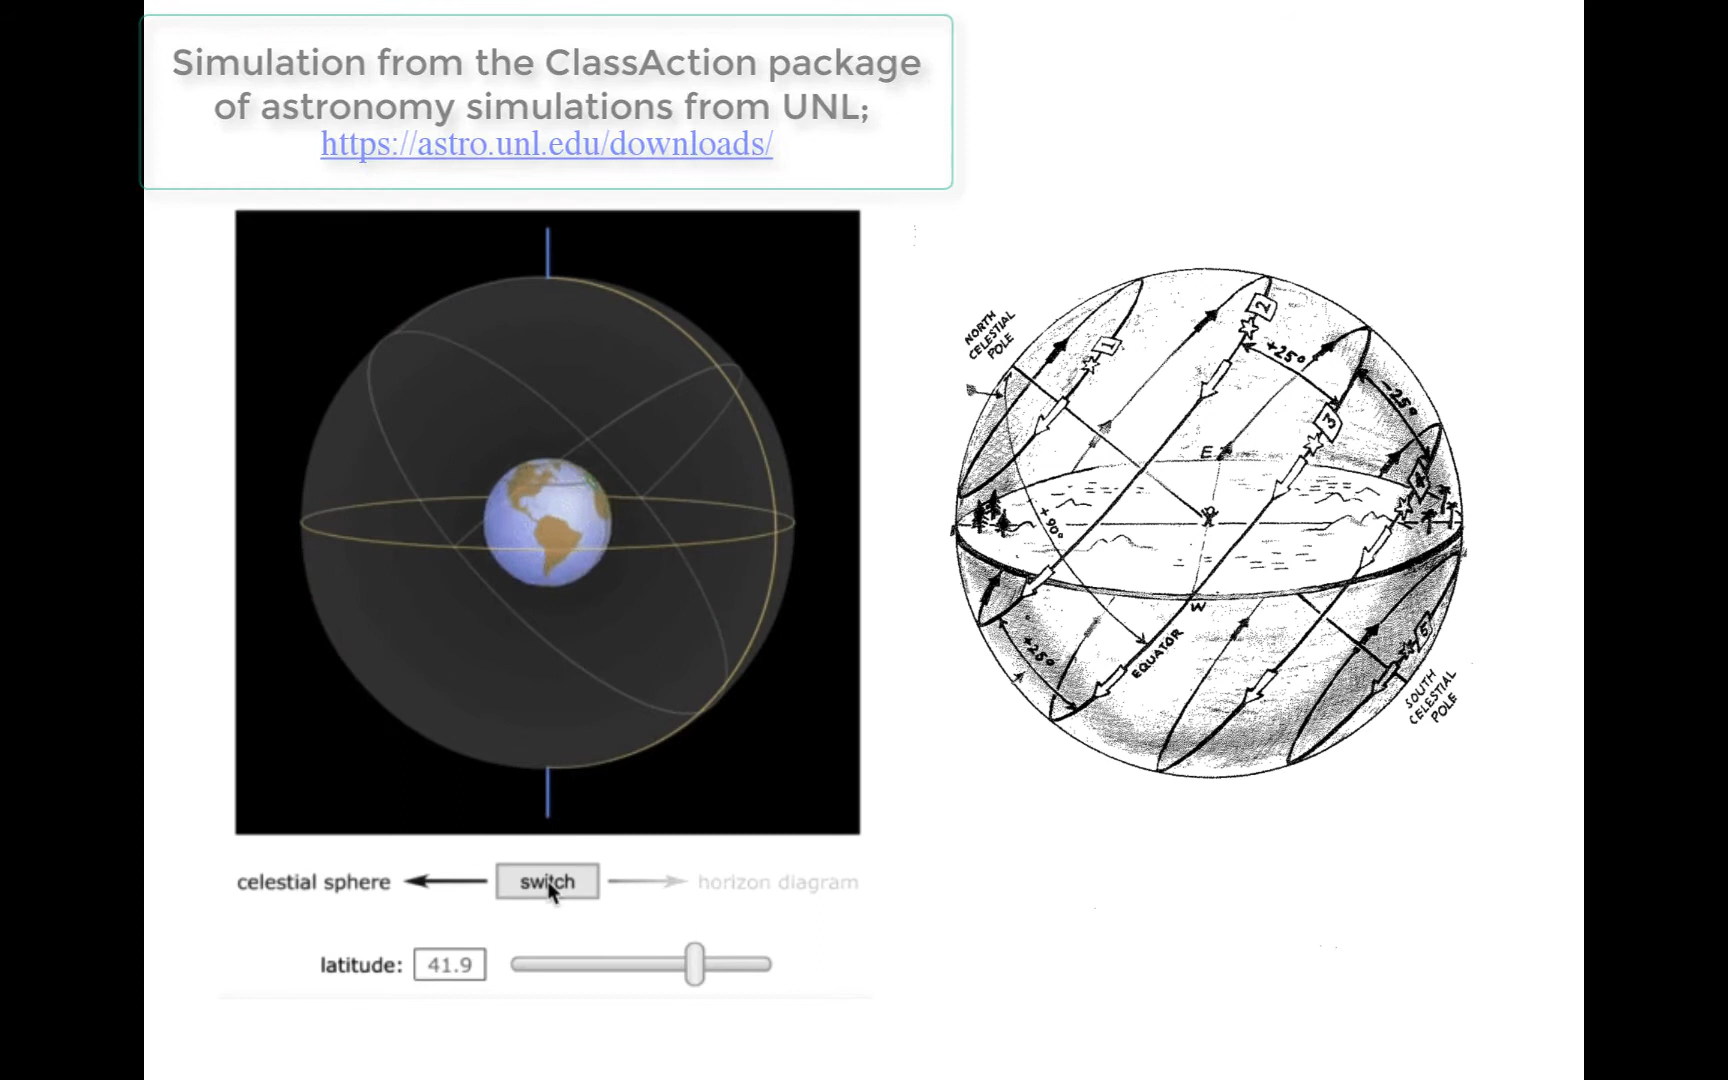 Simulation from the ClassAction package
of astronomy simulations from UNL;
https://astro.unl.edu/downloads/
celestial sphere
switch
horizon diagram
latitude: 41.9
NORTH
CELESTIAL
POLE
1
2
+25°
-25°
3
E
4
+90°
W
+25°
EQUATOR
5
SOUTH
CELESTIAL
POLE